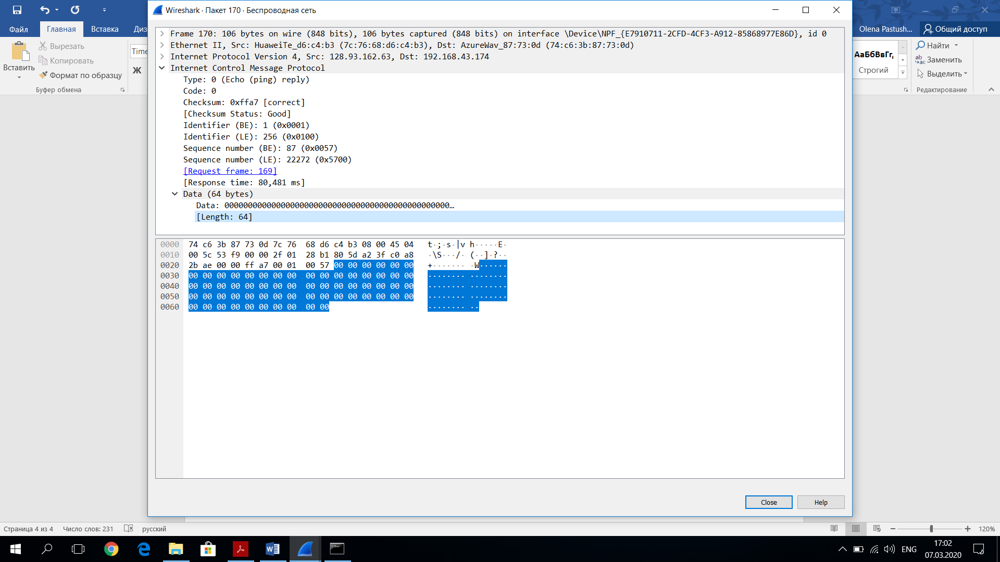 Wireshark · Пакет 170 · Беспроводная сеть
Файл
Главная
Вставка
Диз
Olena Pastush...
Общий доступ
Вставить
Вырезать
Копировать
Формат по образцу
Буфер обмена
Time
Ж
АаБбВвГг,
Строгий
Найти
Заменить
Выделить
Редактирование
Frame 170: 106 bytes on wire (848 bits), 106 bytes captured (848 bits) on interface \Device\NPF_{E7910711-2CFD-4CF3-A912-85868977E86D}, id 0
Ethernet II, Src: HuaweiTe_d6:c4:b3 (7c:76:68:d6:c4:b3), Dst: AzureWav_87:73:0d (74:c6:3b:87:73:0d)
Internet Protocol Version 4, Src: 128.93.162.63, Dst: 192.168.43.174
Internet Control Message Protocol
Type: 0 (Echo (ping) reply)
Code: 0
Checksum: 0xffa7 [correct]
[Checksum Status: Good]
Identifier (BE): 1 (0x0001)
Identifier (LE): 256 (0x0100)
Sequence number (BE): 87 (0x0057)
Sequence number (LE): 22272 (0x5700)
[Request frame: 169]
[Response time: 80,481 ms]
Data (64 bytes)
Data: 000000000000000000000000000000000000000000000000…
[Length: 64]
0000 74 c6 3b 87 73 0d 7c 76 68 d6 c4 b3 08 00 45 04 t·;·s·|v h·····E·
0010 00 5c 53 f9 00 00 2f 01 28 b1 80 5d a2 3f c0 a8 ·\S···/· (··]·?··
0020 2b ae 00 00 ff a7 00 01 00 57 00 00 00 00 00 00 +······· ·W······
0030 00 00 00 00 00 00 00 00 00 00 00 00 00 00 00 00 ········ ········
0040 00 00 00 00 00 00 00 00 00 00 00 00 00 00 00 00 ········ ········
0050 00 00 00 00 00 00 00 00 00 00 00 00 00 00 00 00 ········ ········
0060 00 00 00 00 00 00 00 00 00 00 ········ ··
Close
Help
Страница 4 из 4
Число слов: 231
русский
120%
ENG
17:02
07.03.2020